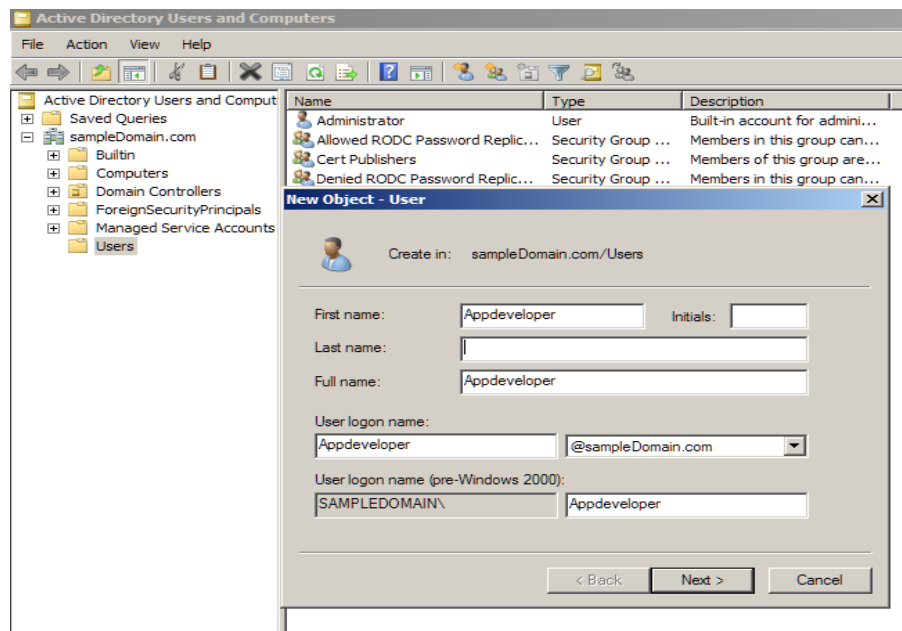 Active Directory Users and Computers
File Action View Help
Active Directory Users and Comput
Saved Queries
sampleDomain.com
Builtin
Computers
Domain Controllers
ForeignSecurityPrincipals
Managed Service Accounts
Users
Name Type Description
Administrator User Built-in account for admini...
Allowed RODC Password Replic... Security Group ... Members in this group can...
Cert Publishers Security Group ... Members of this group are...
Denied RODC Password Replic... Security Group ... Members in this group can...
New Object - User
Create in: sampleDomain.com/Users
First name: Appdeveloper Initials:
Last name:
Full name: Appdeveloper
User logon name:
Appdeveloper @sampleDomain.com
User logon name (pre-Windows 2000):
SAMPLEDOMAIN\ Appdeveloper
< Back Next > Cancel